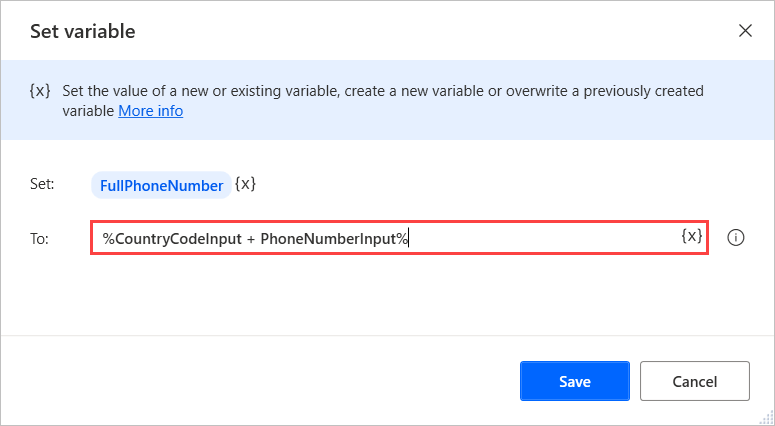 Set variable
{x} Set the value of a new or existing variable, create a new variable or overwrite a previously created
variable More info
Set: FullPhoneNumber {x}
To: %CountryCodeInput + PhoneNumberInput% {x}
Save Cancel